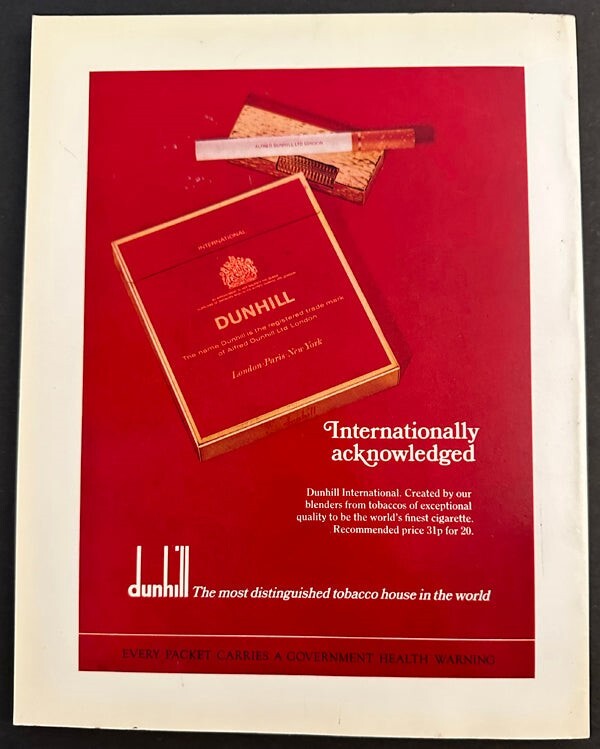 ALFRED DUNHILL LTD LONDON
INTERNATIONAL
DUNHILL
The name Dunhill is the registered trade mark
of Alfred Dunhill Ltd London
London-Paris-New York
Internationally
acknowledged
Dunhill International. Created by our
blenders from tobaccos of exceptional
quality to be the world's finest cigarette.
Recommended price 31p for 20.
dunhill The most distinguished tobacco house in the world
EVERY PACKET CARRIES A GOVERNMENT HEALTH WARNING